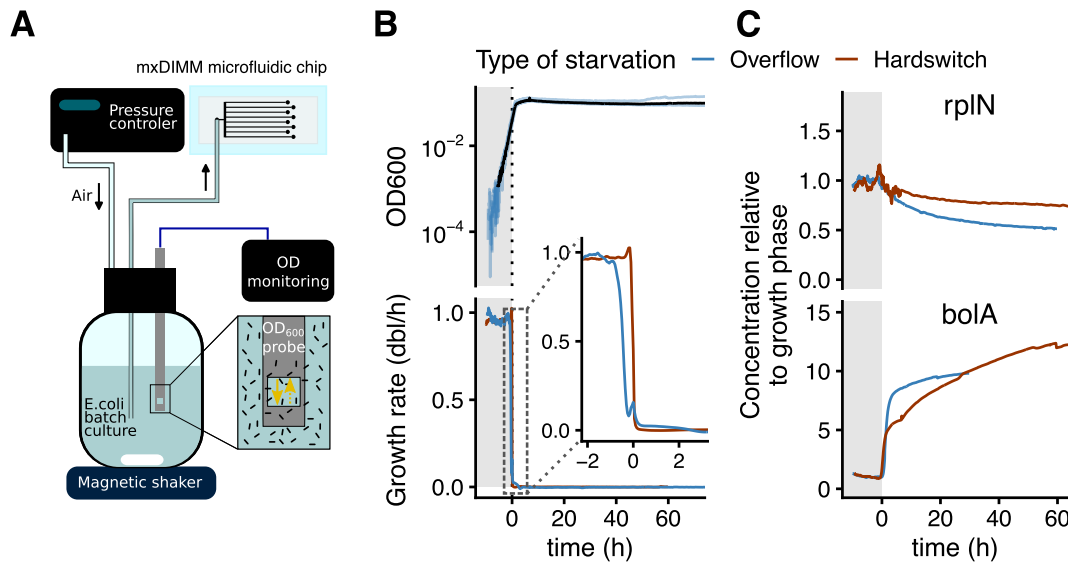 A
mxDIMM microfluidic chip
Pressure
controler
Air
OD
monitoring
OD600
probe
E.coli
batch
culture
Magnetic shaker
B
C
Type of starvation
Overflow
Hardswitch
OD600
10−2
10−4
Growth rate (dbl/h)
1.0
0.5
0.0
1.0
0.5
0.0
−2
0
2
0
20
40
60
time (h)
Concentration relative
to growth phase
rplN
1.5
1.0
0.5
0.0
bolA
15
10
5
0
0
20
40
60
time (h)